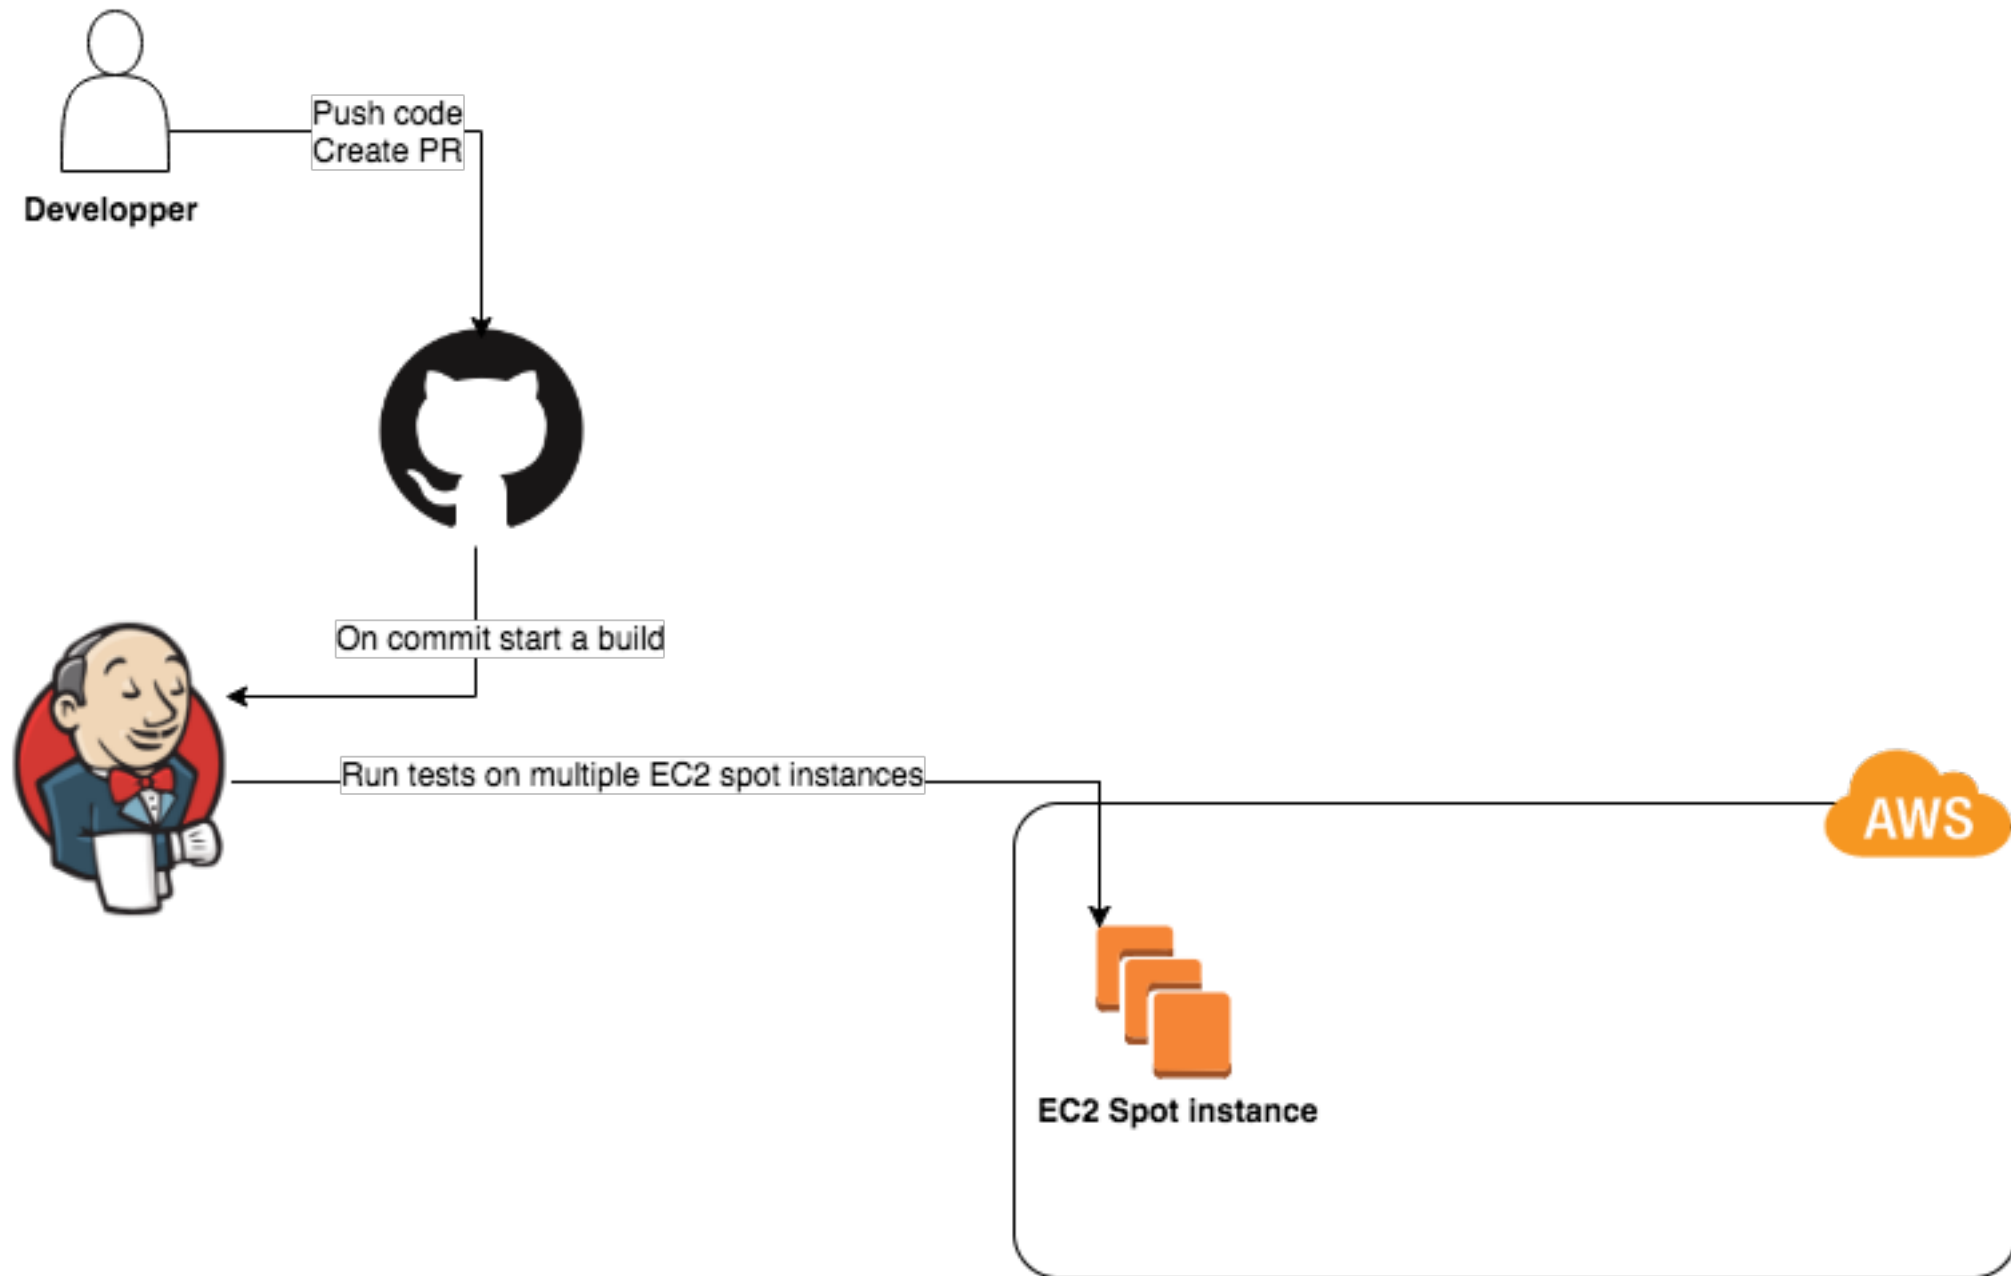 Push code
Create PR
Developper
On commit start a build
Run tests on multiple EC2 spot instances
AWS
EC2 Spot instance